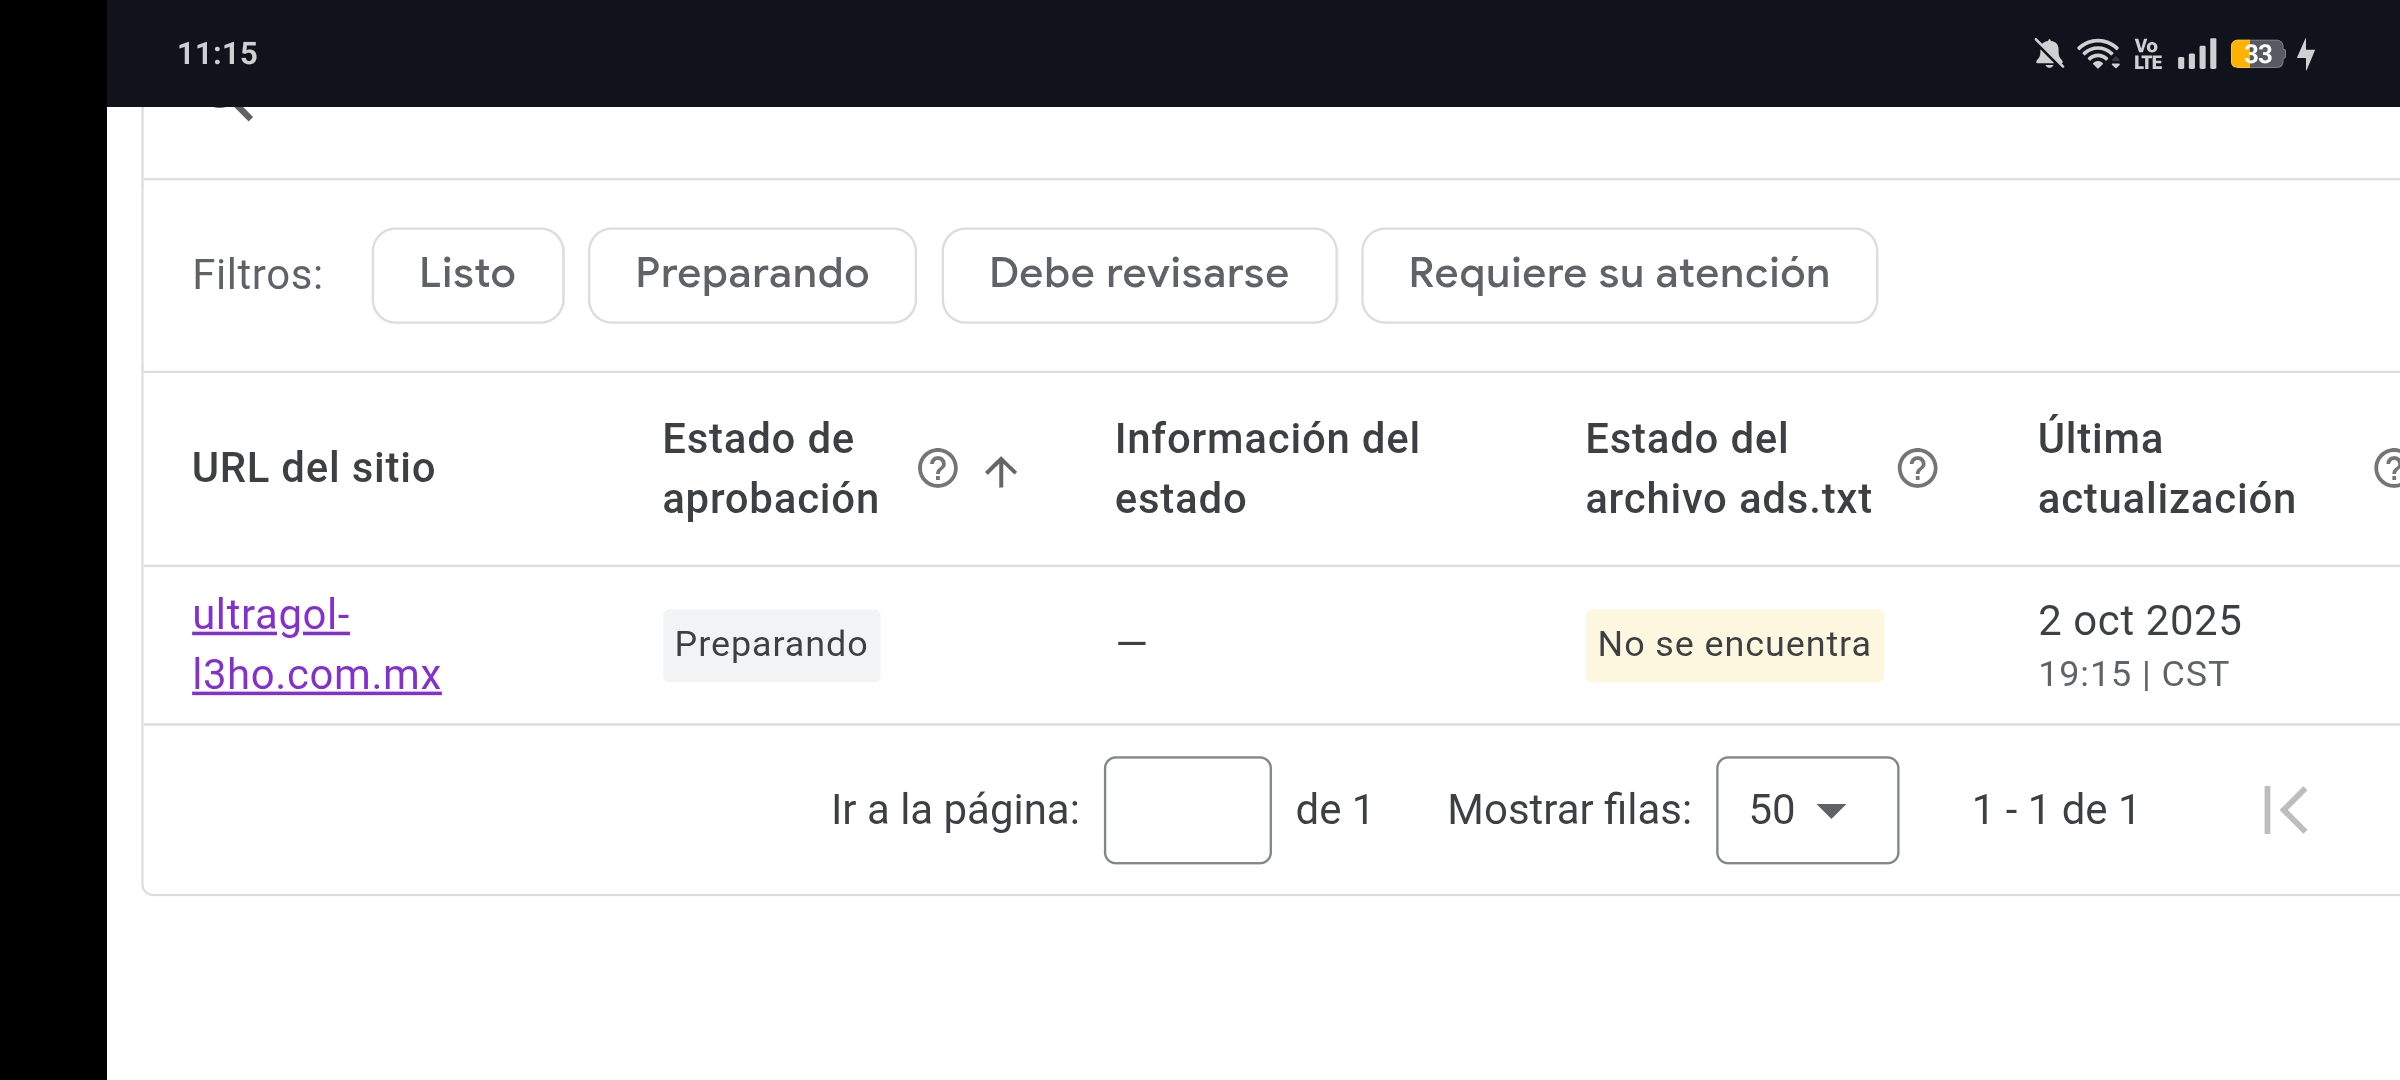 11:15
Vo
LTE
33
Filtros:
Listo
Preparando
Debe revisarse
Requiere su atención
URL del sitio
Estado de
aprobación
Información del
estado
Estado del
archivo ads.txt
Última
actualización
ultragol-
l3ho.com.mx
Preparando
—
No se encuentra
2 oct 2025
19:15 | CST
Ir a la página:
de 1
Mostrar filas:
50
1 - 1 de 1